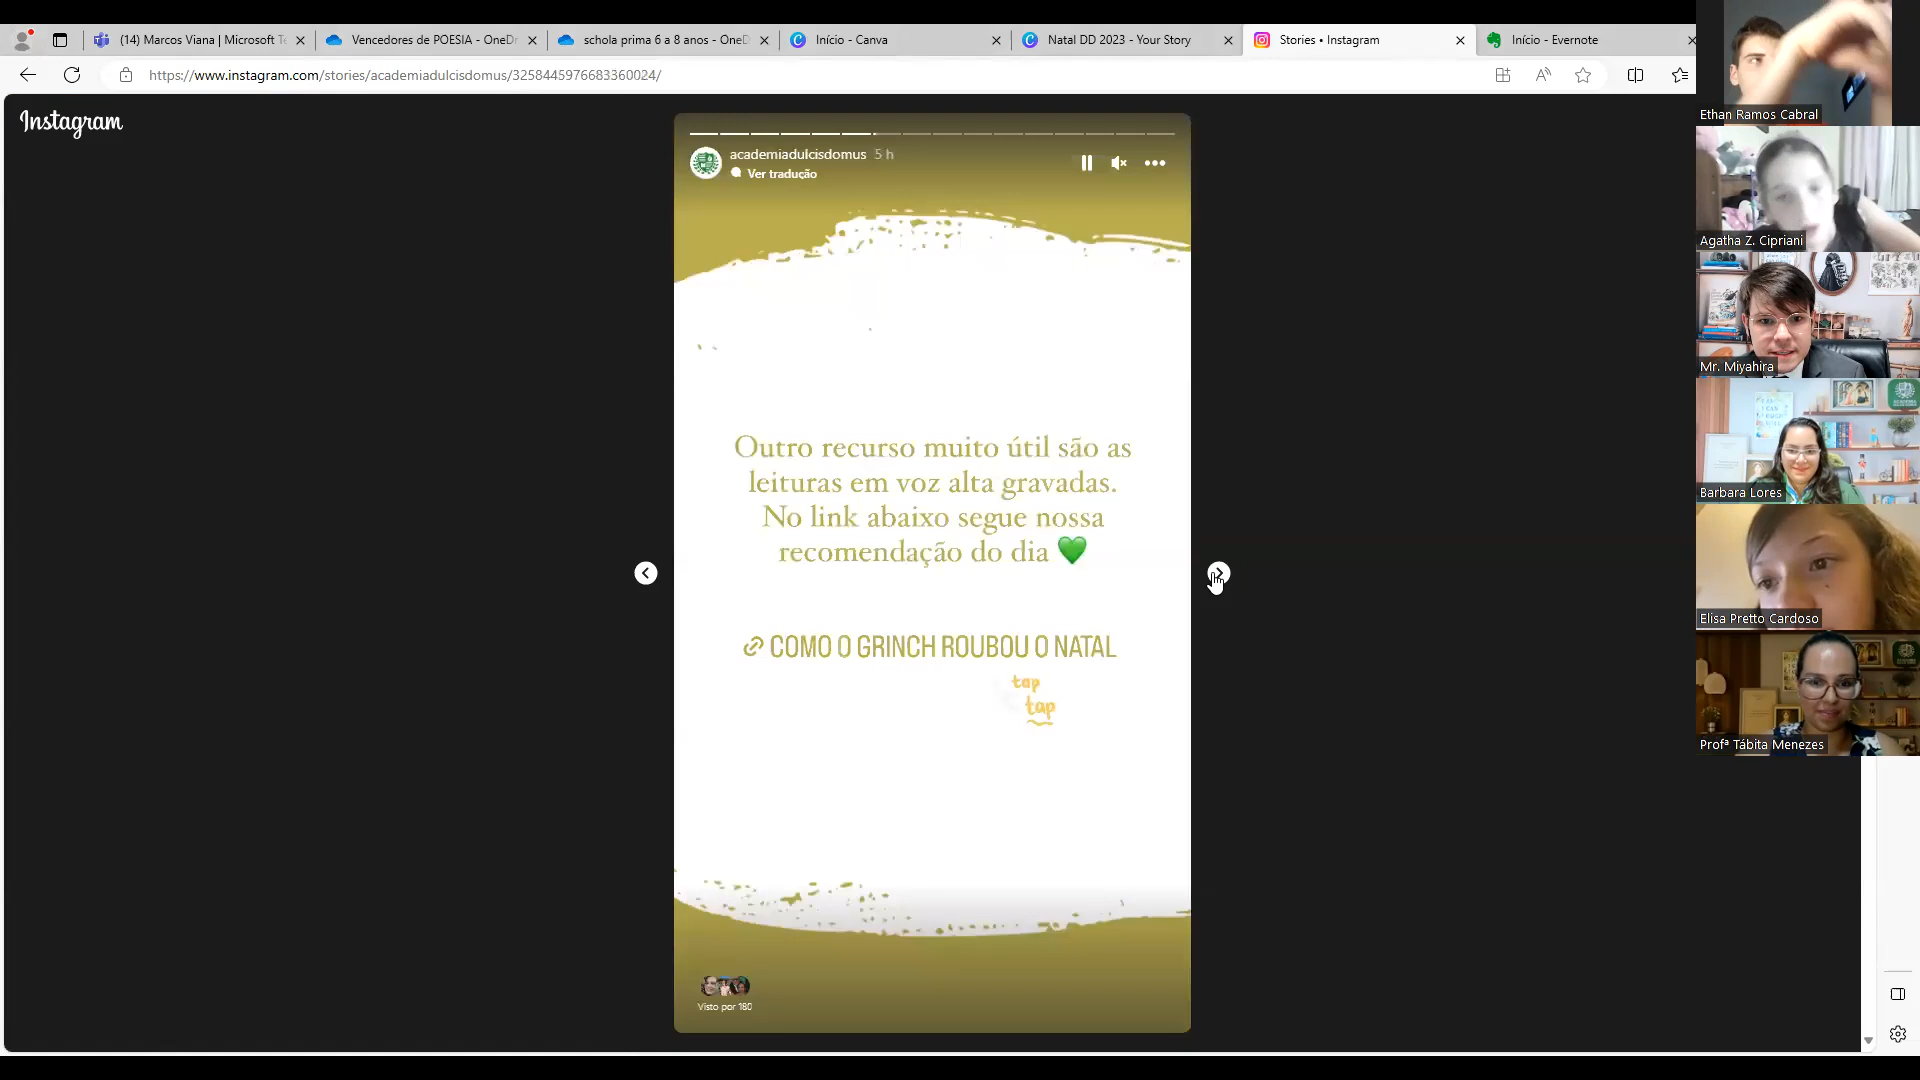 (14) Marcos Viana | Microsoft Te
Vencedores de POESIA - OneDr
schola prima 6 a 8 anos - OneD
Início - Canva
Natal DD 2023 - Your Story
Stories • Instagram
Início - Evernote
https://www.instagram.com/stories/academiadulcisdomus/3258445976683360024/
Instagram
academiadulcisdomus 5 h
Ver tradução
Outro recurso muito útil são as
leituras em voz alta gravadas.
No link abaixo segue nossa
recomendação do dia 💚
COMO O GRINCH ROUBOU O NATAL
tap
tap
Visto por 180
Ethan Ramos Cabral
Agatha Z. Cipriani
Mr. Miyahira
Barbara Lores
Elisa Pretto Cardoso
Profª Tábita Menezes